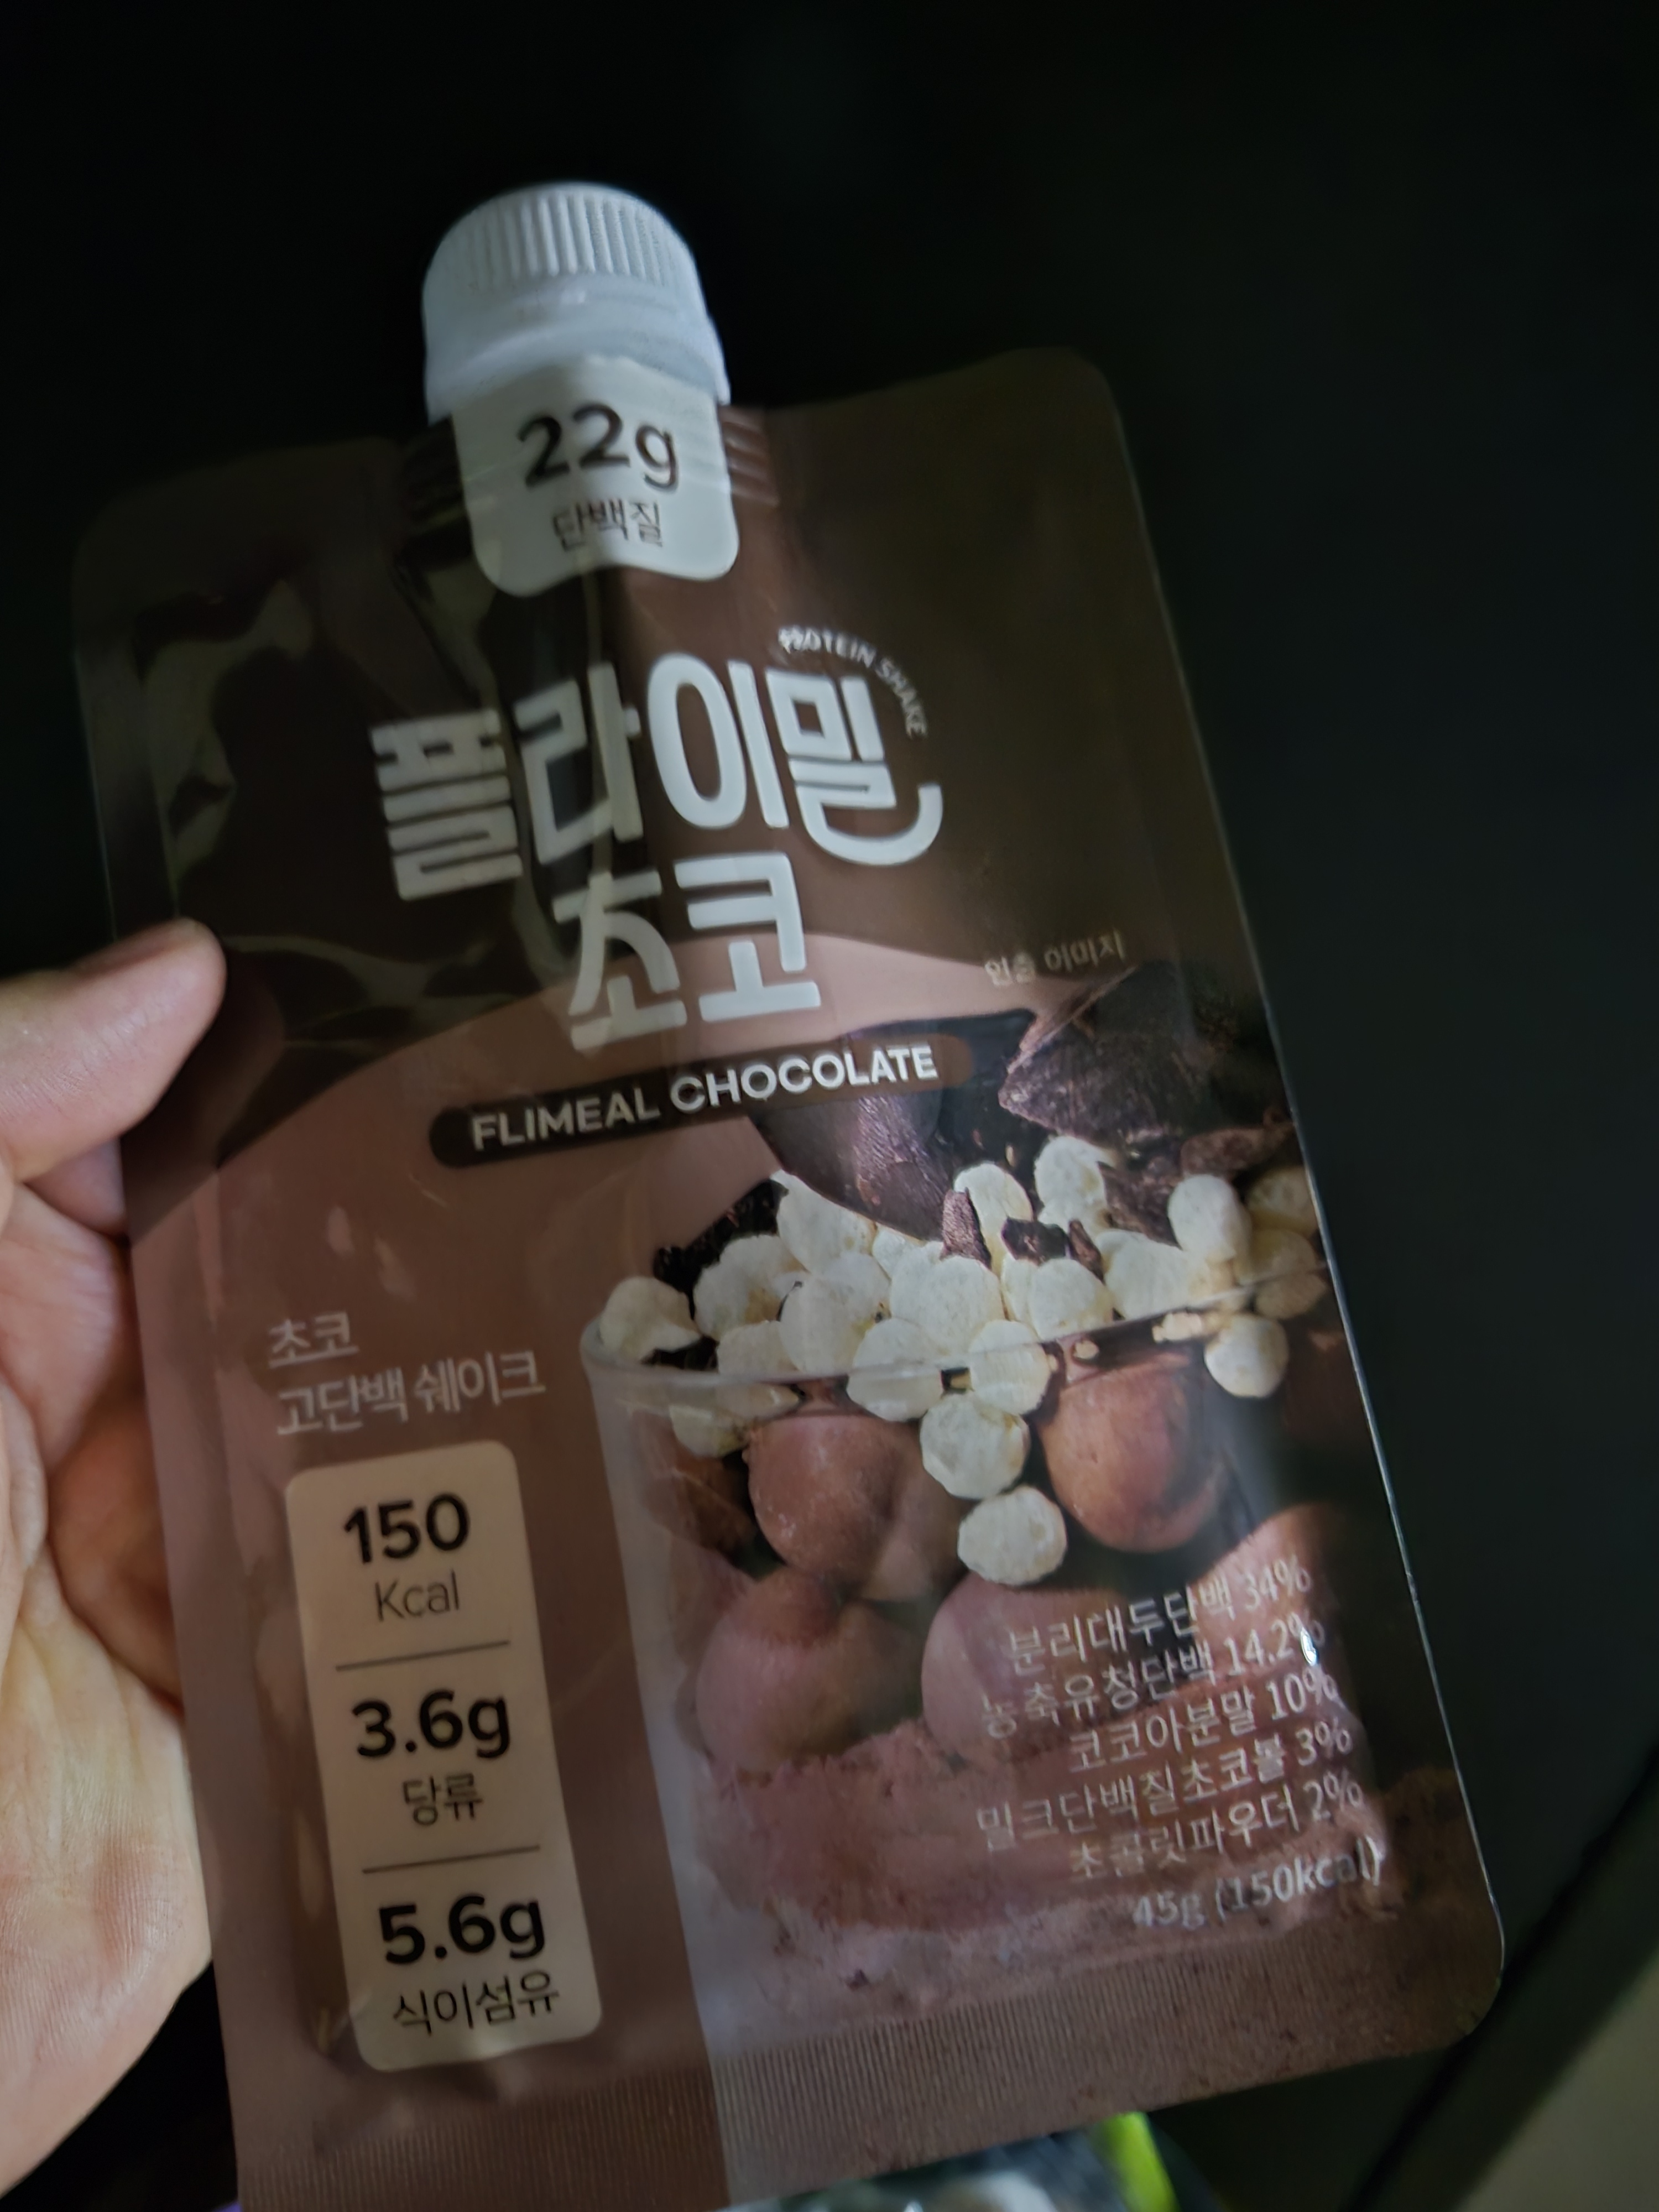 22g
단백질
PROTEIN SHAKE
플라이밀
초코
연출 이미지
FLIMEAL CHOCOLATE
초코
고단백 쉐이크
150
Kcal
3.6g
당류
5.6g
식이섬유
분리대두단백 34%
농축유청단백 14.2%
코코아분말 10%
밀크단백질초코볼 3%
초콜릿파우더 2%
45g (150kcal)